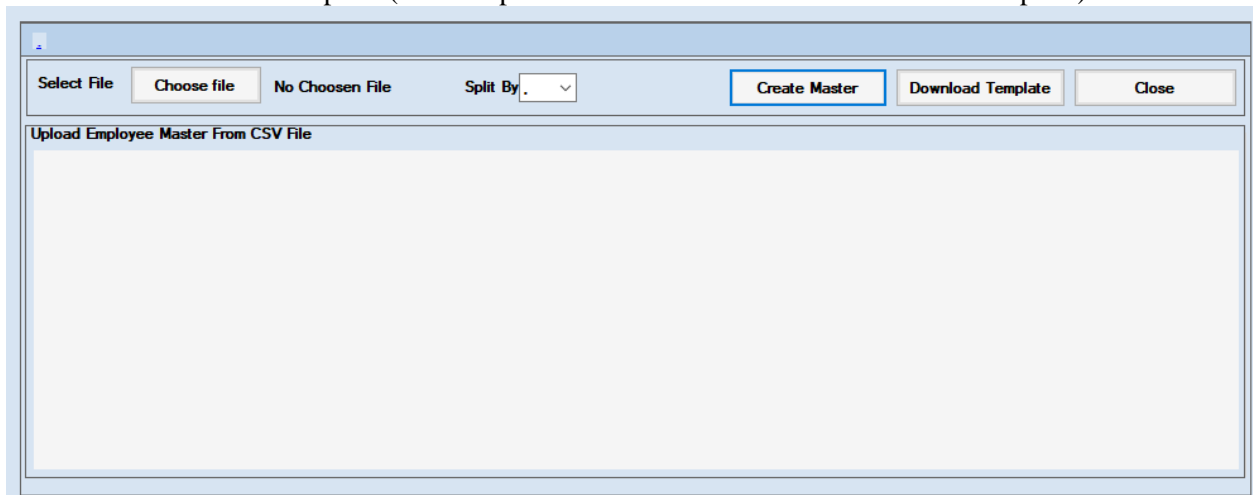 .
Select File Choose file No Choosen File Split By . Create Master Download Template Close
Upload Employee Master From CSV File